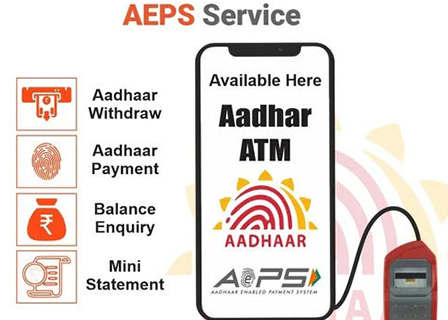 AEPS Service
Aadhaar
Withdraw
Aadhaar
Payment
Balance
Enquiry
Mini
Statement
Available Here
Aadhar
ATM
AADHAAR
AePS
AADHAAR ENABLED PAYMENT SYSTEM
₹